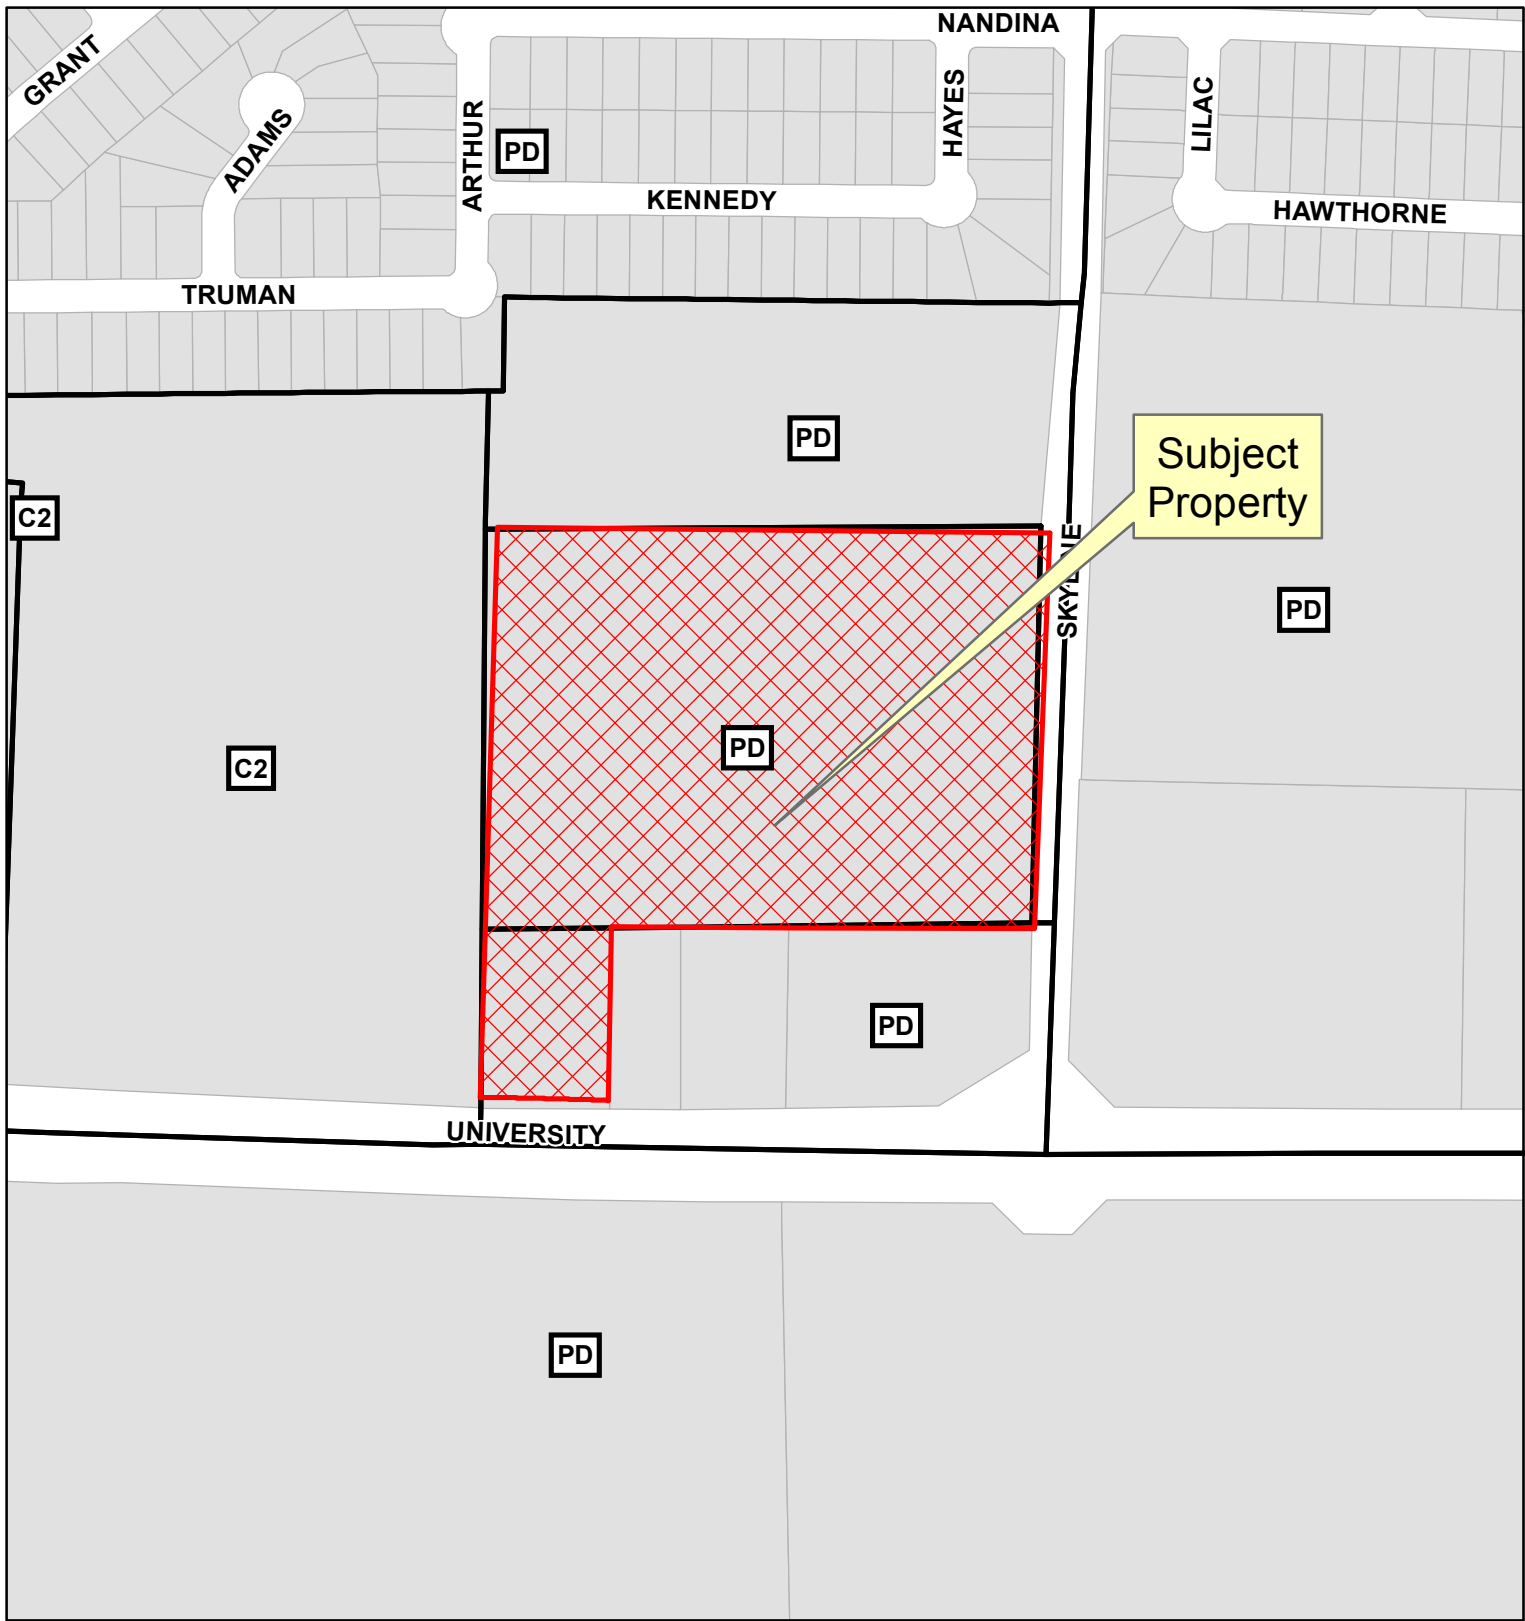 NANDINA
GRANT
ADAMS
ARTHUR
PD
HAYES
LILAC
KENNEDY
HAWTHORNE
TRUMAN
PD
Subject
Property
C2
SKYLINE
PD
PD
C2
PD
UNIVERSITY
PD